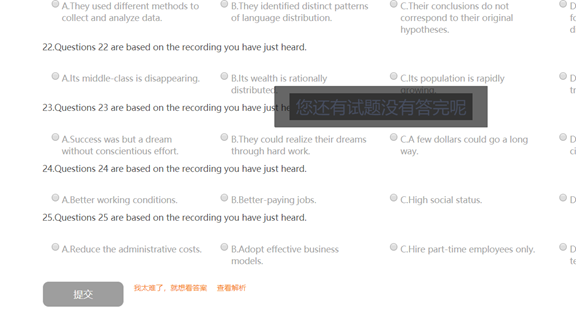 A.They used different methods to collect and analyze data.
B.They identified distinct patterns of language distribution.
C.Their conclusions do not correspond to their original hypotheses.
22.Questions 22 are based on the recording you have just heard.
A.Its middle-class is disappearing.
B.Its wealth is rationally distributed.
C.Its population is rapidly growing.
您还有试题没有答完呢
23.Questions 23 are based on the recording you have just heard.
A.Success was but a dream without conscientious effort.
B.They could realize their dreams through hard work.
C.A few dollars could go a long way.
24.Questions 24 are based on the recording you have just heard.
A.Better working conditions.
B.Better-paying jobs.
C.High social status.
25.Questions 25 are based on the recording you have just heard.
A.Reduce the administrative costs.
B.Adopt effective business models.
C.Hire part-time employees only.
提交
我太难了，就想看答案 查看解析